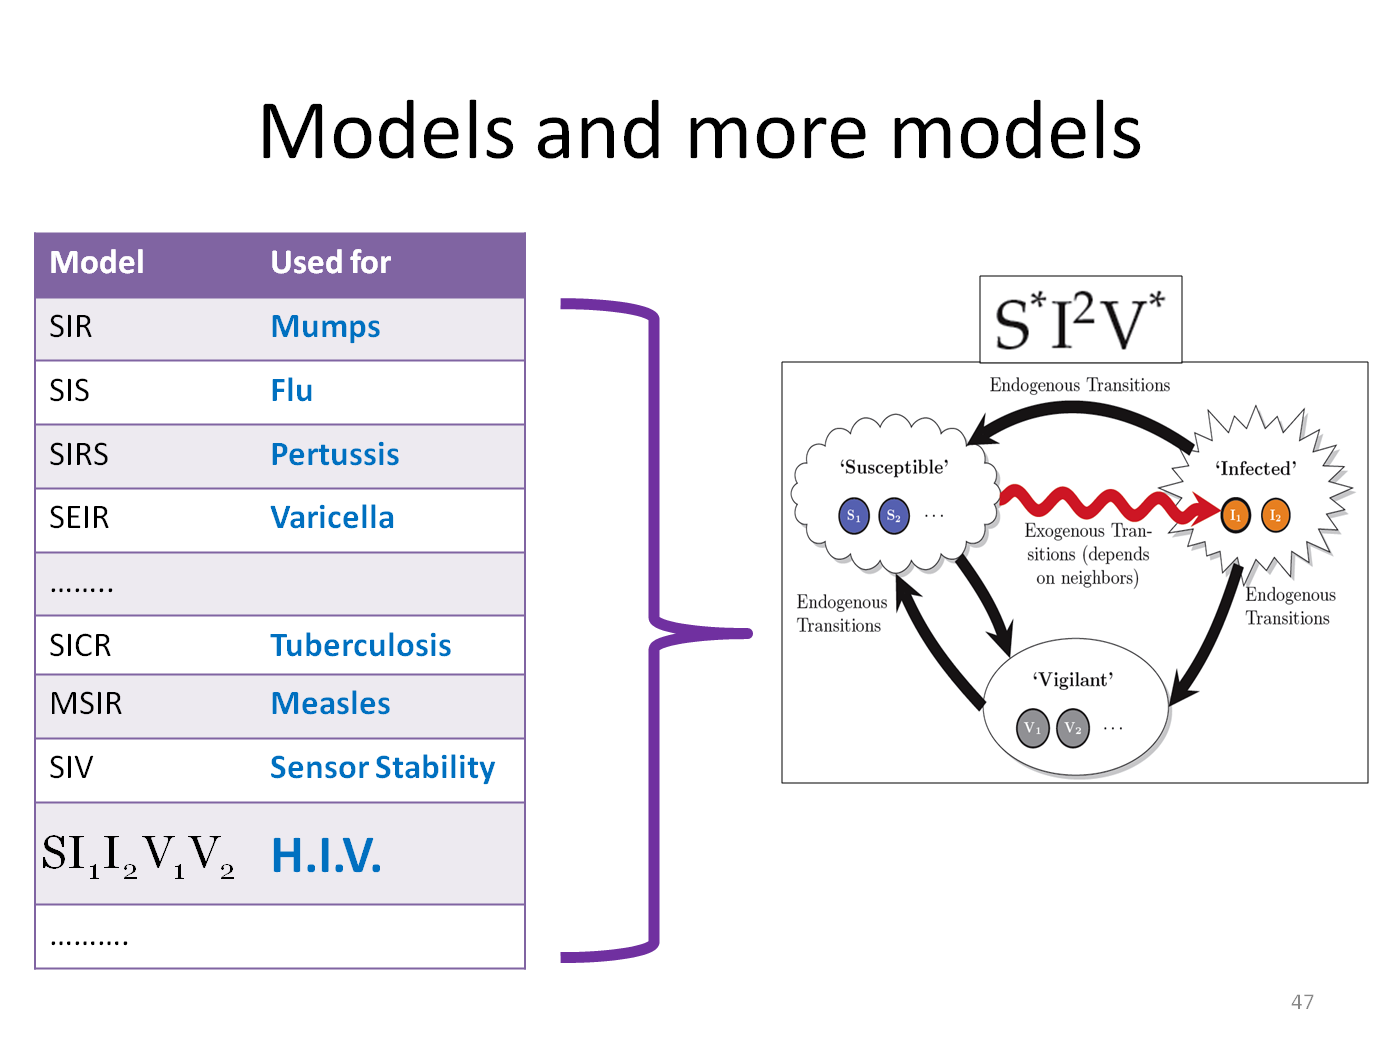 Models and more models
Model Used for
SIR Mumps
SIS Flu
SIRS Pertussis
SEIR Varicella
........
SICR Tuberculosis
MSIR Measles
SIV Sensor Stability
SI₁I₂V₁V₂ H.I.V.
..........
S*I²V*
Endogenous Transitions
‘Susceptible’
S₁ S₂ ...
‘Infected’
I₁ I₂
Exogenous Tran-
sitions (depends
on neighbors)
Endogenous
Transitions
Endogenous
Transitions
‘Vigilant’
V₁ V₂ ...
47